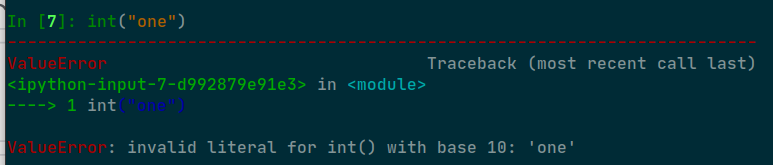 In [7]: int("one")
---------------------------------------------------------------------------
ValueError                                Traceback (most recent call last)
<ipython-input-7-d992879e91e3> in <module>
----> 1 int("one")
ValueError: invalid literal for int() with base 10: 'one'